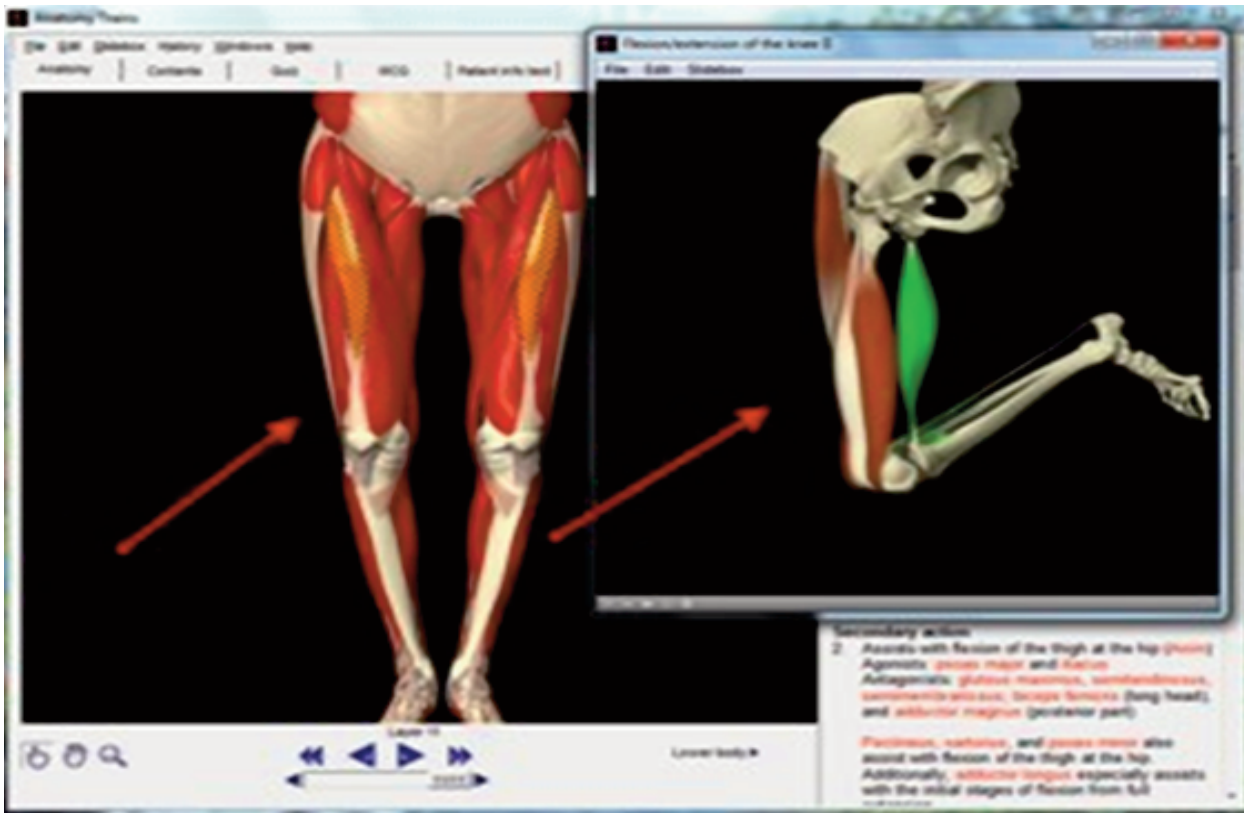 Anatomy Trains
File Edit Slidebox History Windows Help
Anatomy Contents Quiz MCQ Patient info text
Flexion/extension of the knee II
File Edit Slidebox
Secondary action
2. Assists with flexion of the thigh at the hip
Agonists: psoas major and iliacus
Antagonists: gluteus maximus, semitendinosus,
semimembranosus, biceps femoris (long head),
and adductor magnus (posterior part)
Pectineus, sartorius, and psoas minor also
assist with flexion of the thigh at the hip.
Additionally, adductor longus especially assists
with the initial stages of flexion from full
Layer 11
Lower body